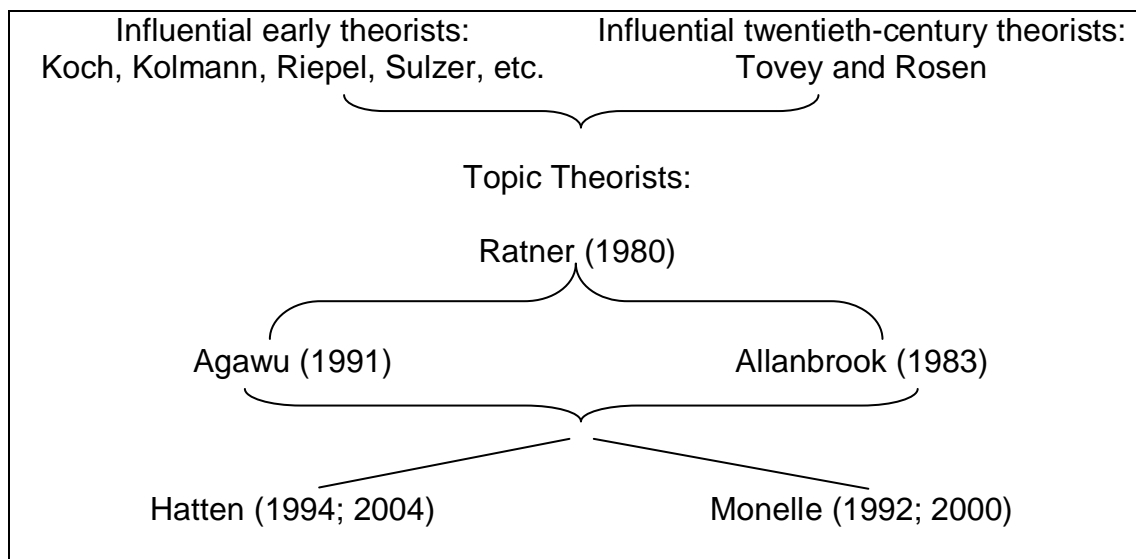 Influential early theorists:
Koch, Kolmann, Riepel, Sulzer, etc.
Influential twentieth-century theorists:
Tovey and Rosen
Topic Theorists:
Ratner (1980)
Agawu (1991)
Allanbrook (1983)
Hatten (1994; 2004)
Monelle (1992; 2000)